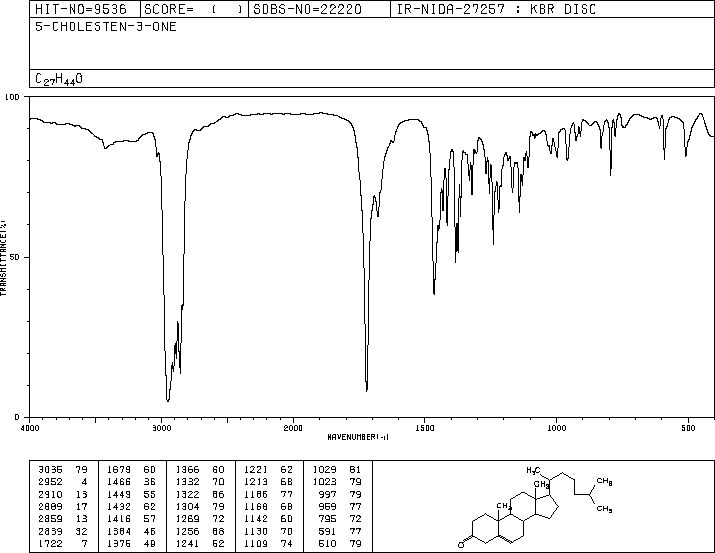 HIT-NO=9536 SCORE= ( ) SDBS-NO=22220 IR-NIDA-27257 : KBR DISC
5-CHOLESTEN-3-ONE
C27H44O
100
50
0
TRANSMITTANCE(%)
4000 3000 2000 1500 1000 500
WAVENUMBER(-1)
3035 79 1679 60 1366 60 1221 62 1029 81
2952 4 1466 36 1332 70 1213 68 1023 79
2910 13 1449 55 1322 86 1186 77 997 79
2889 17 1432 62 1304 79 1168 68 959 77
2859 13 1416 57 1269 72 1142 60 795 72
2839 32 1384 46 1256 68 1130 70 591 77
1722 7 1375 49 1241 52 1109 74 510 79
H3C
CH3
CH3
CH3
CH3
O